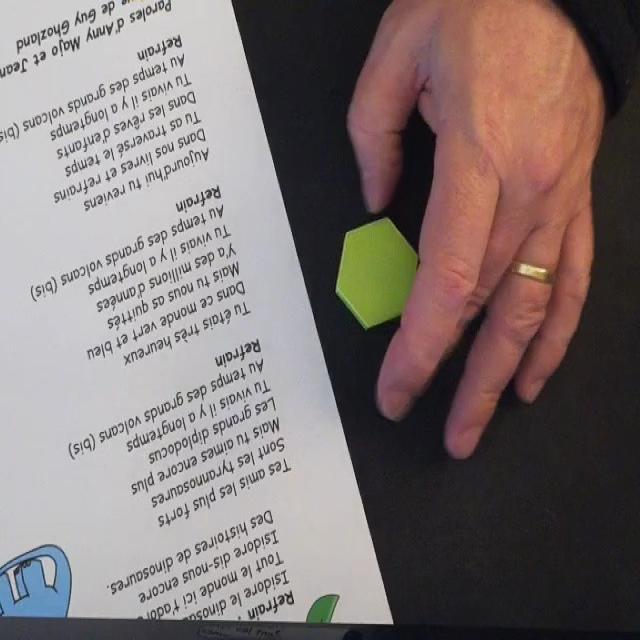 Refrain
Isidore le
Tout le monde ici
Isidore dis-nous encore
Des histoires de dinosaures.
Tes amis les plus forts
Sont les tyrannosaures
Mais tu aimes encore plus
Les grands diplodocus
Tu vivais il y a longtemps
Au temps des grands volcans (bis)
Refrain
Tu étais très heureux
Dans ce monde vert et bleu
Mais tu nous as quittés
Y'a des millions d'années
Tu vivais il y a longtemps
Au temps des grands volcans (bis)
Refrain
Aujourd'hui tu reviens
Dans nos livres et refrains
Tu as traversé le temps
Dans les rêves d'enfants
Tu vivais il y a longtemps
Au temps des grands volcans (bis)
Refrain
Paroles d'Anny Majo et Jean
de Guy Ghozland